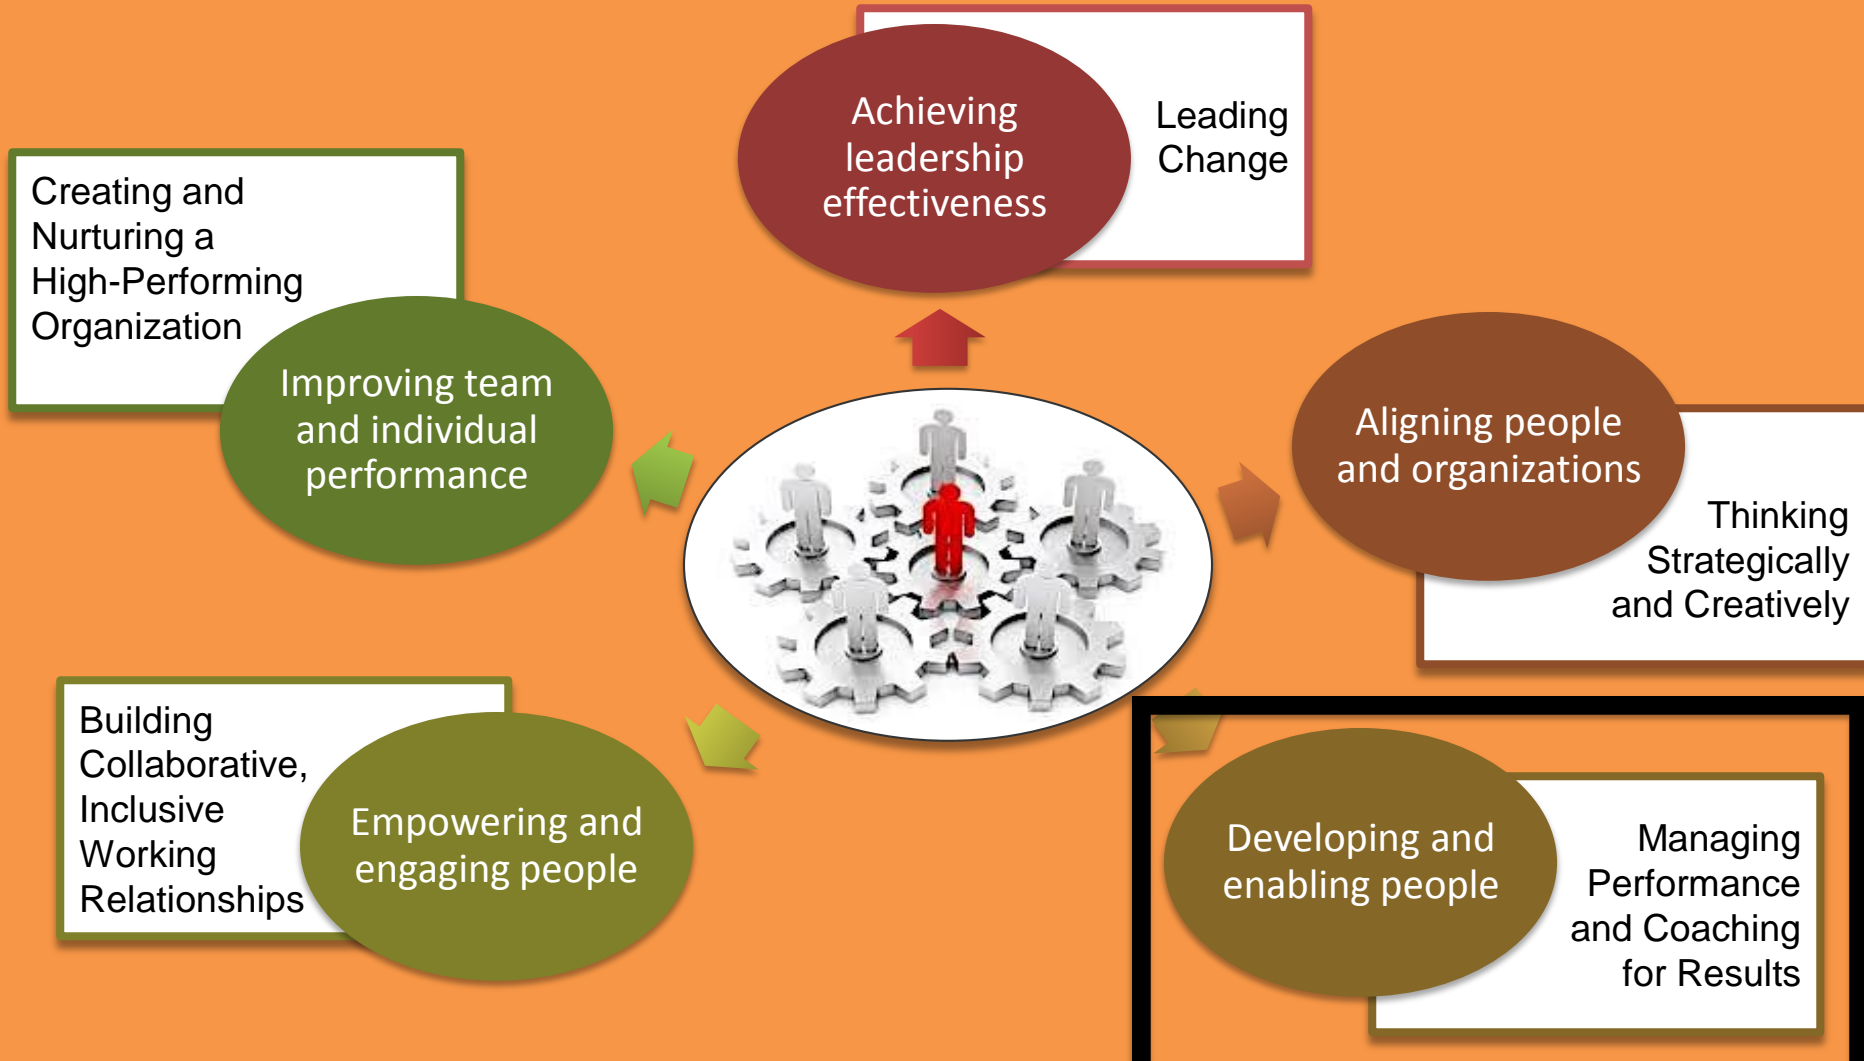 Achieving
leadership
effectiveness
Leading
Change
Creating and
Nurturing a
High-Performing
Organization
Improving team
and individual
performance
Aligning people
and organizations
Thinking
Strategically
and Creatively
Building
Collaborative,
Inclusive
Working
Relationships
Empowering and
engaging people
Developing and
enabling people
Managing
Performance
and Coaching
for Results